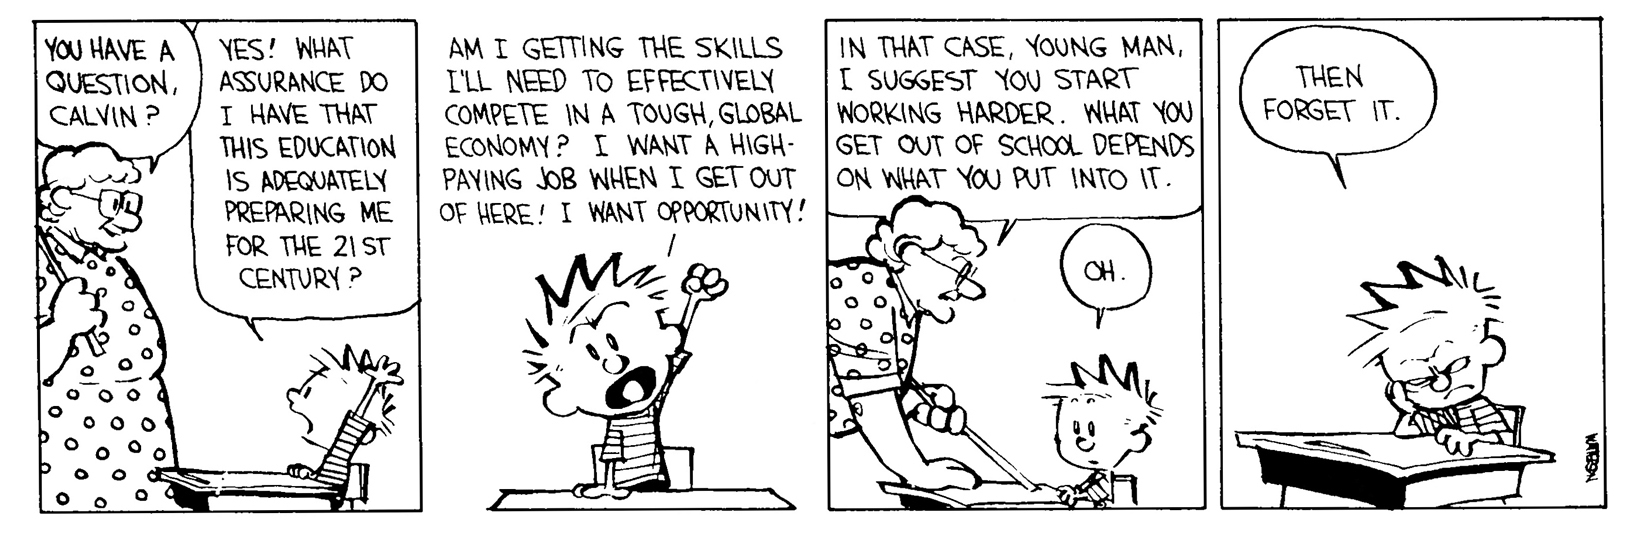 YOU HAVE A
QUESTION,
CALVIN?
YES! WHAT
ASSURANCE DO
I HAVE THAT
THIS EDUCATION
IS ADEQUATELY
PREPARING ME
FOR THE 21ST
CENTURY?
AM I GETTING THE SKILLS
I'LL NEED TO EFFECTIVELY
COMPETE IN A TOUGH, GLOBAL
ECONOMY? I WANT A HIGH-
PAYING JOB WHEN I GET OUT
OF HERE! I WANT OPPORTUNITY!
IN THAT CASE, YOUNG MAN,
I SUGGEST YOU START
WORKING HARDER. WHAT YOU
GET OUT OF SCHOOL DEPENDS
ON WHAT YOU PUT INTO IT.
OH.
THEN
FORGET IT.
WATTERSON